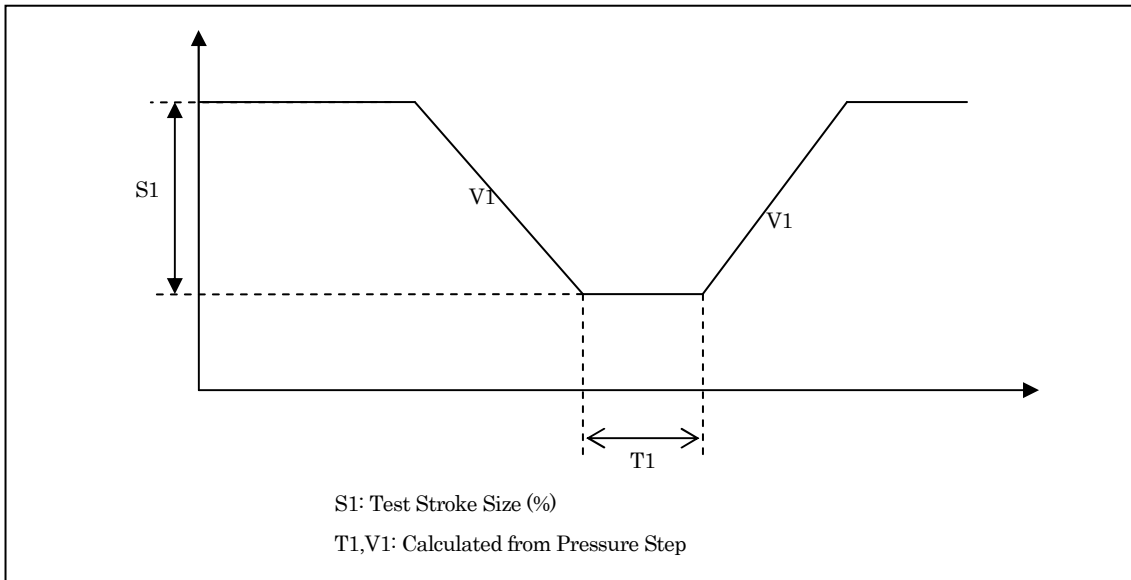 S1
V1
V1
T1
S1: Test Stroke Size (%)
T1,V1: Calculated from Pressure Step